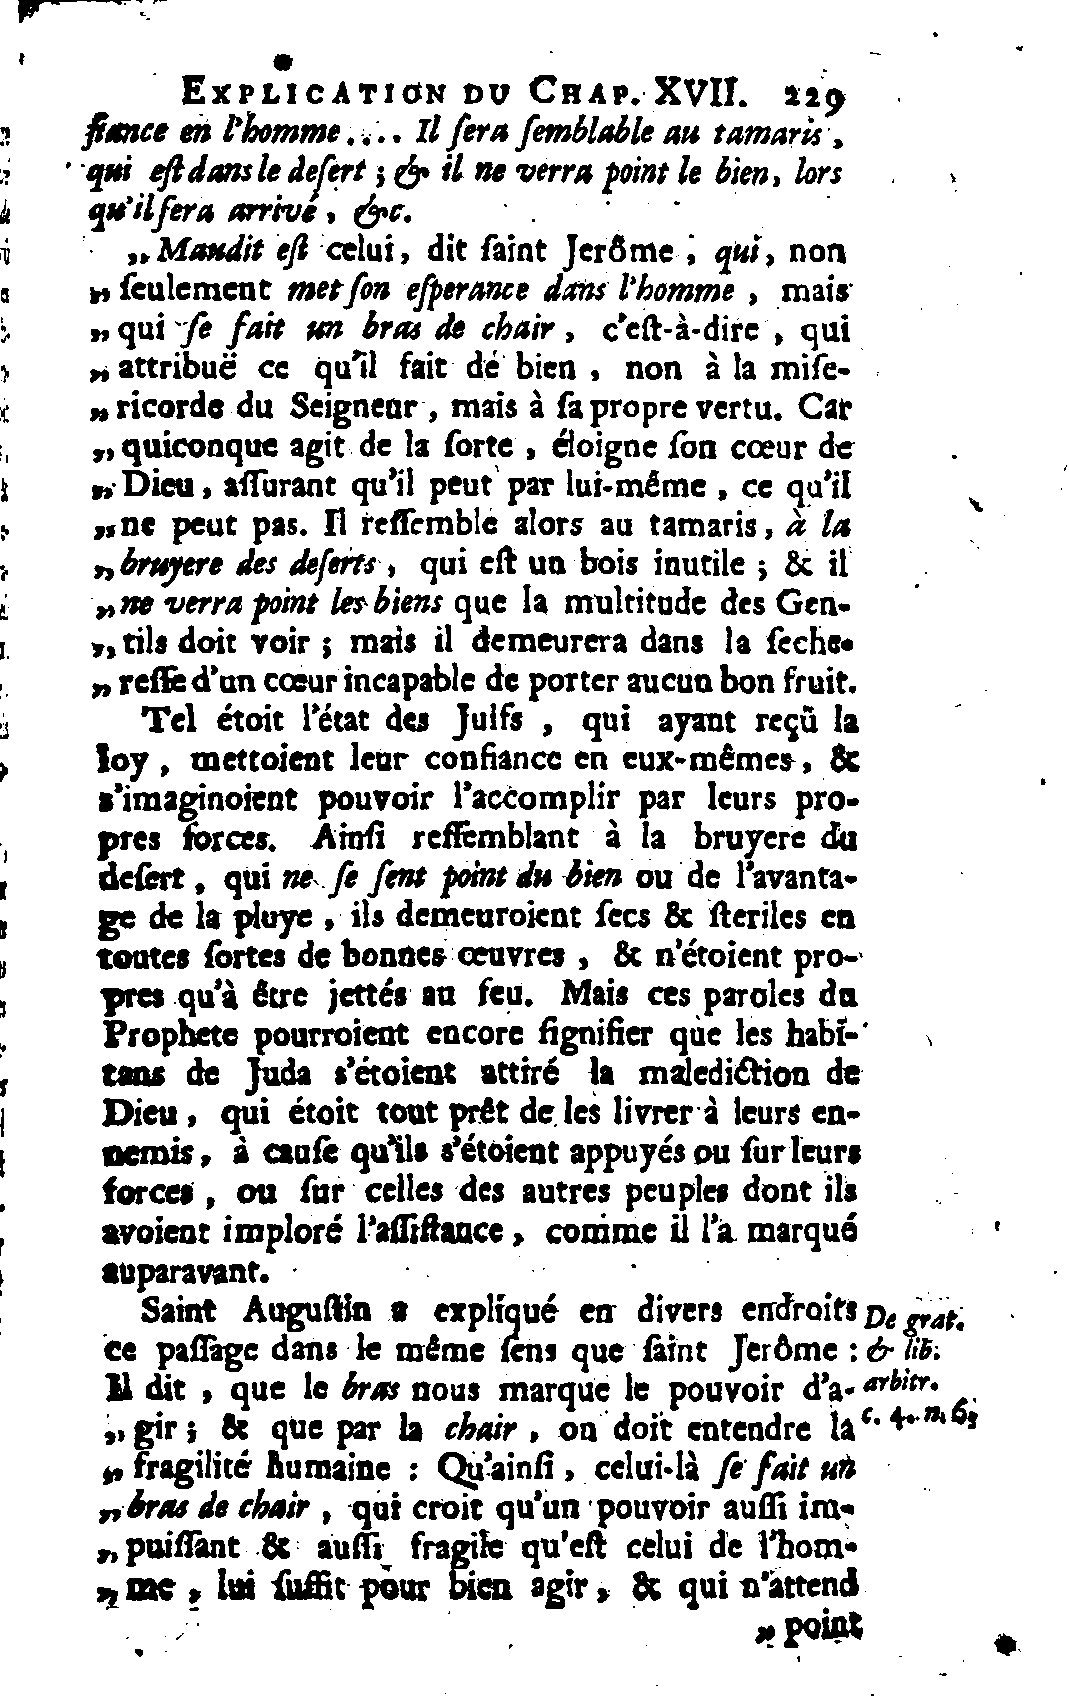 EXPLICATION DU CHAP. XVII. 229
fiance en l'homme.... Il ſera ſemblable au tamaris,
qui eſt dans le deſert ; & il ne verra point le bien, lors
qu'il ſera arrivé, &c.
„ Maudit eſt celui, dit ſaint Jerôme, qui, non
„ ſeulement met ſon eſperance dans l'homme, mais
„ qui ſe fait un bras de chair, c'eſt-à-dire, qui
„ attribuë ce qu'il fait de bien, non à la miſe-
„ ricorde du Seigneur, mais à ſa propre vertu. Car
„ quiconque agit de la ſorte, éloigne ſon cœur de
„ Dieu, aſſurant qu'il peut par lui-même, ce qu'il
„ ne peut pas. Il reſſemble alors au tamaris, à la
„ bruyere des deſerts, qui eſt un bois inutile ; & il
„ ne verra point les biens que la multitude des Gen-
„ tils doit voir ; mais il demeurera dans la ſeche-
„ reſſe d'un cœur incapable de porter aucun bon fruit.
Tel étoit l'état des Juifs, qui ayant reçû la
loy, mettoient leur confiance en eux-mêmes, &
s'imaginoient pouvoir l'accomplir par leurs pro-
pres forces. Ainſi reſſemblant à la bruyere du
deſert, qui ne ſe ſent point du bien ou de l'avanta-
ge de la pluye, ils demeuroient ſecs & ſteriles en
toutes ſortes de bonnes œuvres, & n'étoient pro-
pres qu'à être jettés au feu. Mais ces paroles du
Prophete pourroient encore ſignifier que les habi-
tans de Juda s'étoient attiré la malediction de
Dieu, qui étoit tout prêt de les livrer à leurs en-
nemis, à cauſe qu'ils s'étoient appuyés ou ſur leurs
forces, ou ſur celles des autres peuples dont ils
avoient imploré l'aſſiſtance, comme il l'a marqué
auparavant.
Saint Auguſtin a expliqué en divers endroits
ce paſſage dans le même ſens que ſaint Jerôme :
Il dit, que le bras nous marque le pouvoir d'a-
„ gir ; & que par la chair, on doit entendre la
„ fragilité humaine : Qu'ainſi, celui-là ſe fait un
„ bras de chair, qui croit qu'un pouvoir auſſi im-
„ puiſſant & auſſi fragile qu'eſt celui de l'hom-
„ me, lui ſuffit pour bien agir, & qui n'attend
„ point
De grat.
& lib.
arbitr.
c. 4. n. 6.